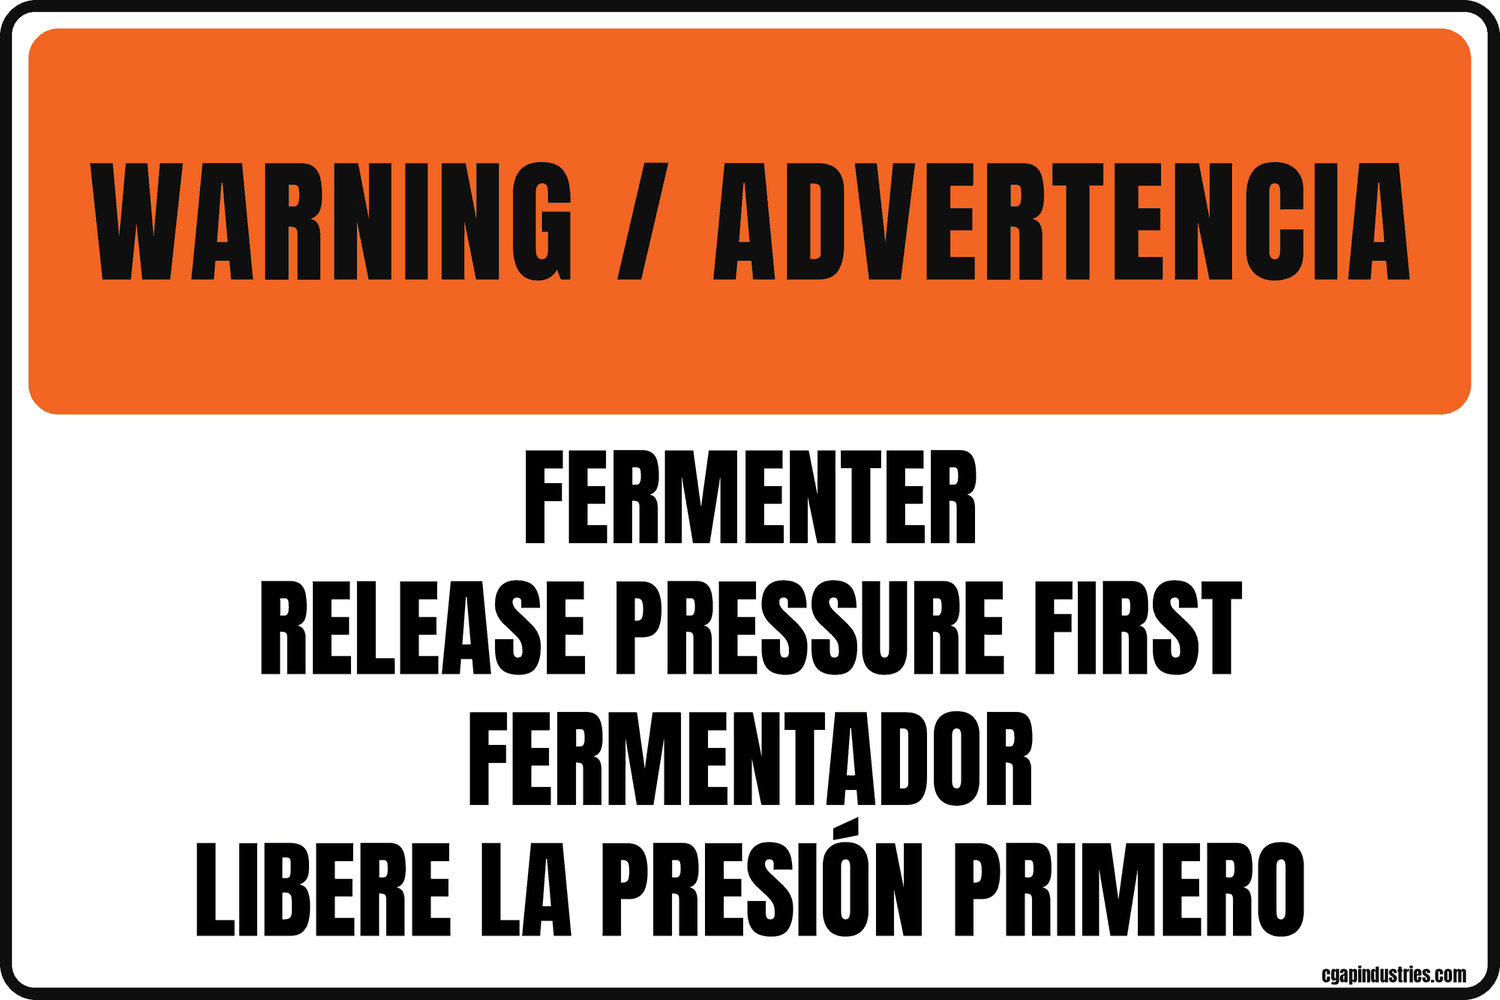 WARNING / ADVERTENCIA
FERMENTER
RELEASE PRESSURE FIRST
FERMENTADOR
LIBERE LA PRESIÓN PRIMERO
cgapindustries.com